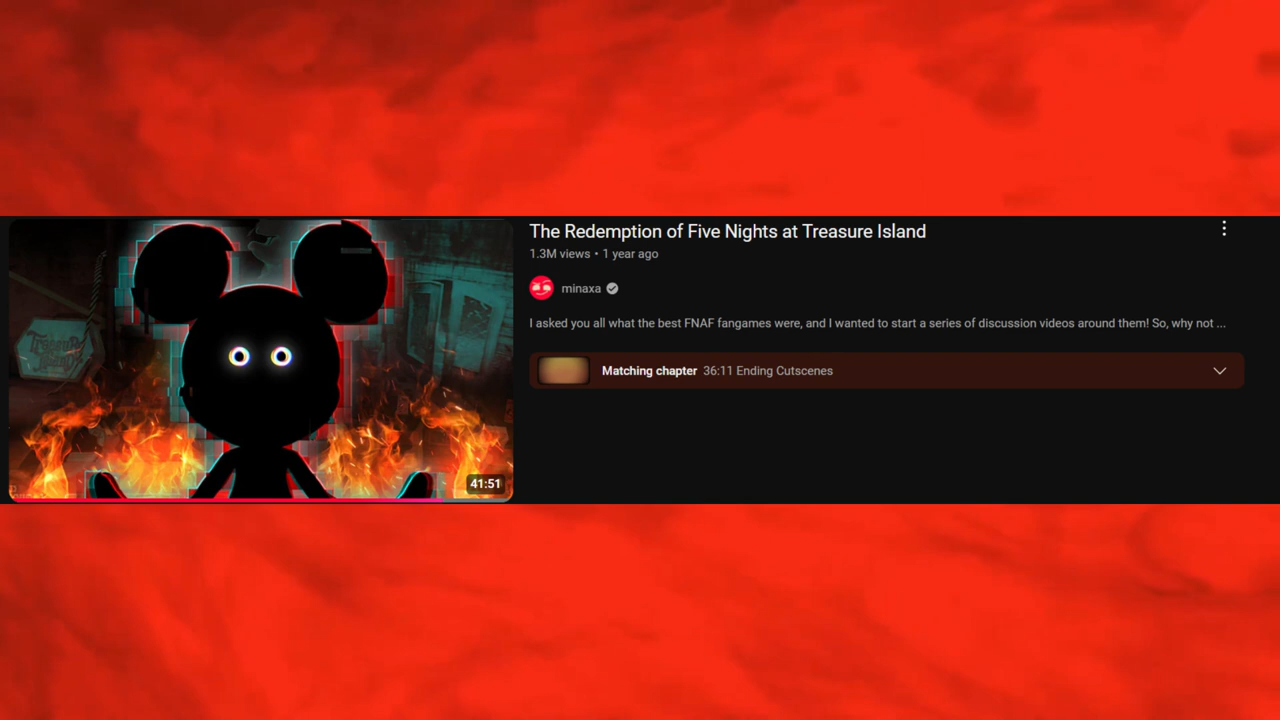 The Redemption of Five Nights at Treasure Island
1.3M views • 1 year ago
minaxa
I asked you all what the best FNAF fangames were, and I wanted to start a series of discussion videos around them! So, why not ...
Matching chapter 36:11 Ending Cutscenes
Treasure
Island
41:51